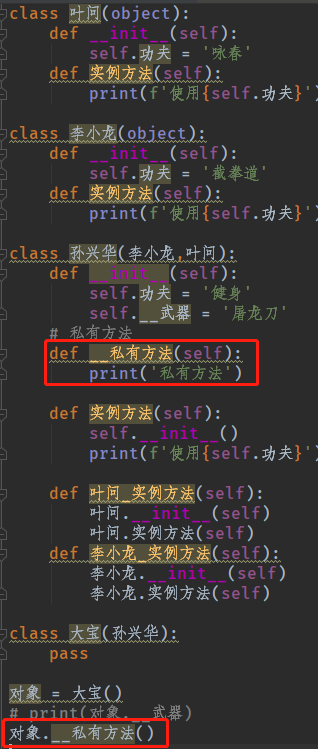 class 叶问(object):
    def __init__(self):
        self.功夫 = '咏春'
    def 实例方法(self):
        print(f'使用{self.功夫}')

class 李小龙(object):
    def __init__(self):
        self.功夫 = '截拳道'
    def 实例方法(self):
        print(f'使用{self.功夫}')

class 孙兴华(李小龙,叶问):
    def __init__(self):
        self.功夫 = '健身'
        self.__武器 = '屠龙刀'
    # 私有方法
    def __私有方法(self):
        print('私有方法')

    def 实例方法(self):
        self.__init__()
        print(f'使用{self.功夫}')

    def 叶问_实例方法(self):
        叶问.__init__(self)
        叶问.实例方法(self)
    def 李小龙_实例方法(self):
        李小龙.__init__(self)
        李小龙.实例方法(self)

class 大宝(孙兴华):
    pass

对象 = 大宝()
# print(对象.__武器)
对象.__私有方法()